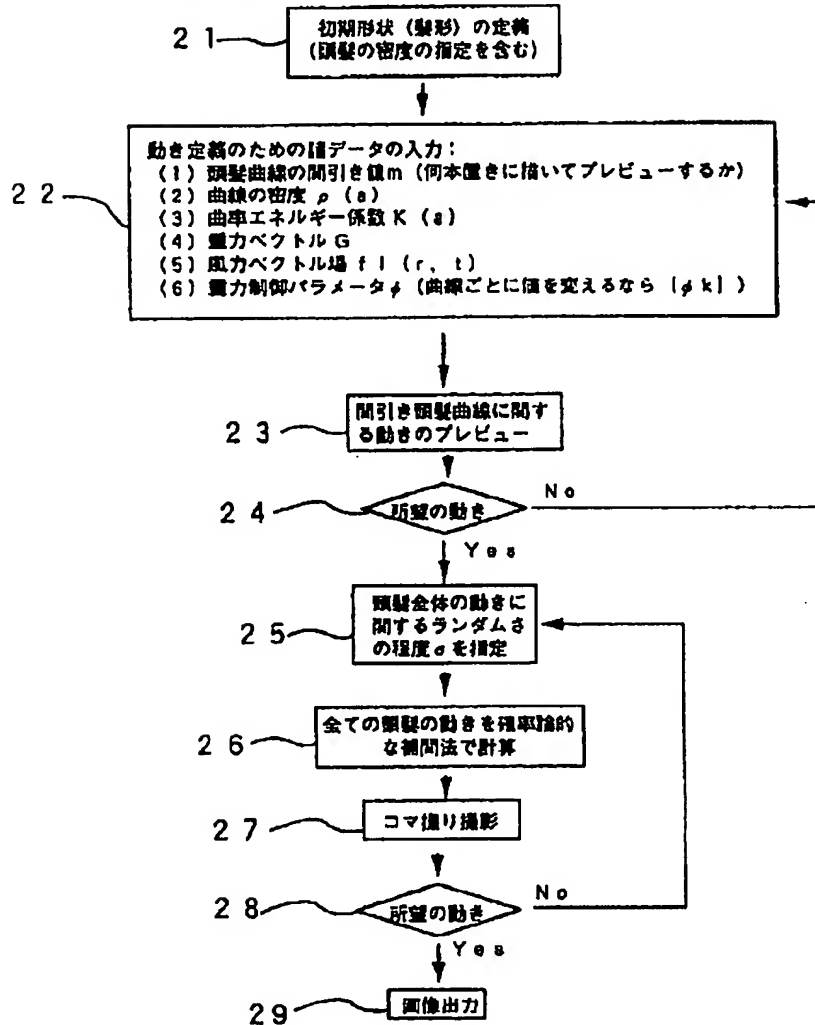 21
初期形状（髪形）の定義
（頭髪の密度の指定を含む）
22
動き定義のための諸データの入力：
（1）頭髪曲線の間引き値m（何本置きに描いてプレビューするか）
（2）曲線の密度ρ（s）
（3）曲率エネルギー係数K（s）
（4）重力ベクトルG
（5）風力ベクトル場f l（r，t）
（6）重力制御パラメータφ（曲線ごとに値を変えるなら｛φk｝）
23
間引き頭髪曲線に関す
る動きのプレビュー
24
所望の動き
No
Yes
25
頭髪全体の動きに
関するランダムさ
の程度σを指定
26
全ての頭髪の動きを確率論的
な補間法で計算
27
コマ撮り撮影
28
所望の動き
No
Yes
29
画像出力